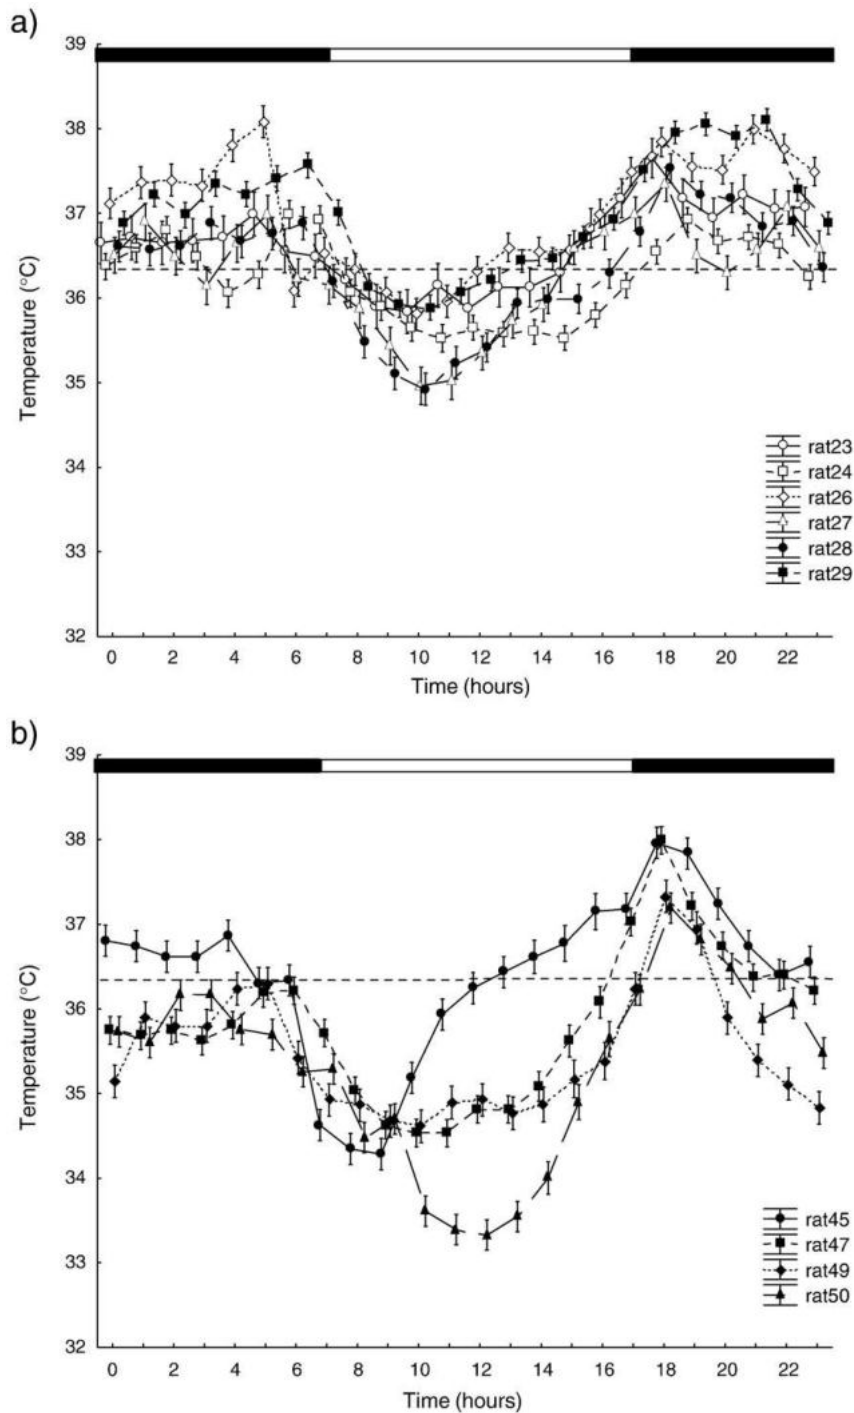 a)
39
38
37
36
35
34
33
32
Temperature (°C)
rat23
rat24
rat26
rat27
rat28
rat29
0 2 4 6 8 10 12 14 16 18 20 22
Time (hours)
b)
39
38
37
36
35
34
33
32
Temperature (°C)
rat45
rat47
rat49
rat50
0 2 4 6 8 10 12 14 16 18 20 22
Time (hours)